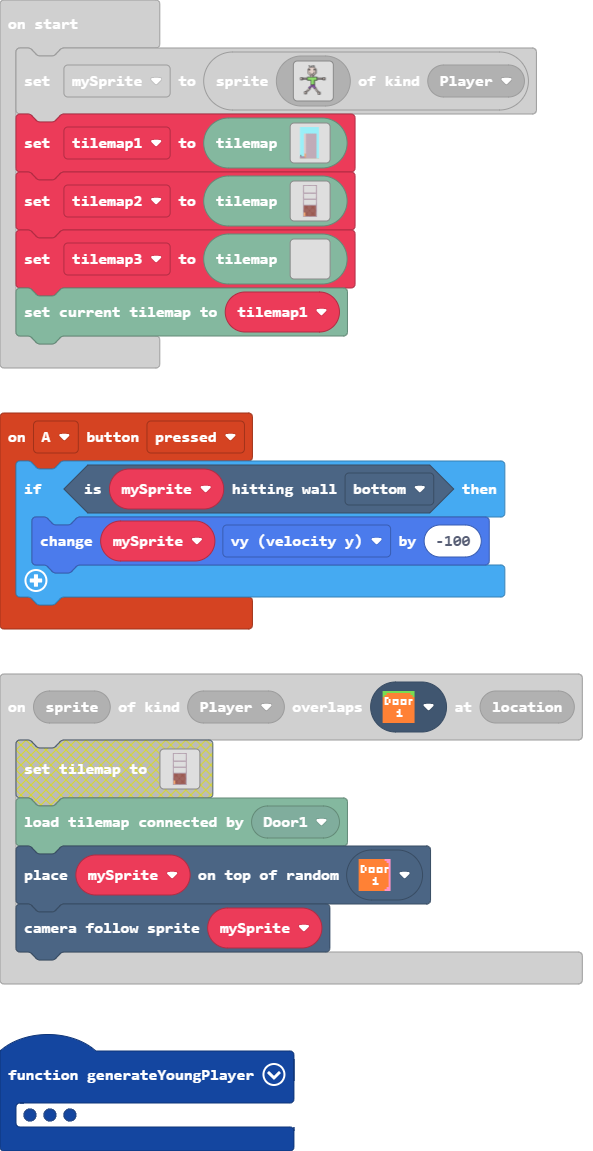 on start
set mySprite to sprite of kind Player
set tilemap1 to tilemap
set tilemap2 to tilemap
set tilemap3 to tilemap
set current tilemap to tilemap1
on A button pressed
if is mySprite hitting wall bottom then
change mySprite vy (velocity y) by -100
on sprite of kind Player overlaps Door 1 at location
set tilemap to
load tilemap connected by Door1
place mySprite on top of random Door 1
camera follow sprite mySprite
function generateYoungPlayer